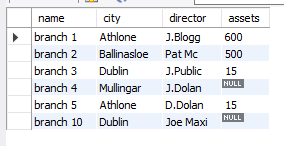 name city director assets
branch 1 Athlone J.Blogg 600
branch 2 Ballinasloe Pat Mc 500
branch 3 Dublin J.Public 15
branch 4 Mullingar J.Dolan NULL
branch 5 Athlone D.Dolan 15
branch 10 Dublin Joe Maxi NULL